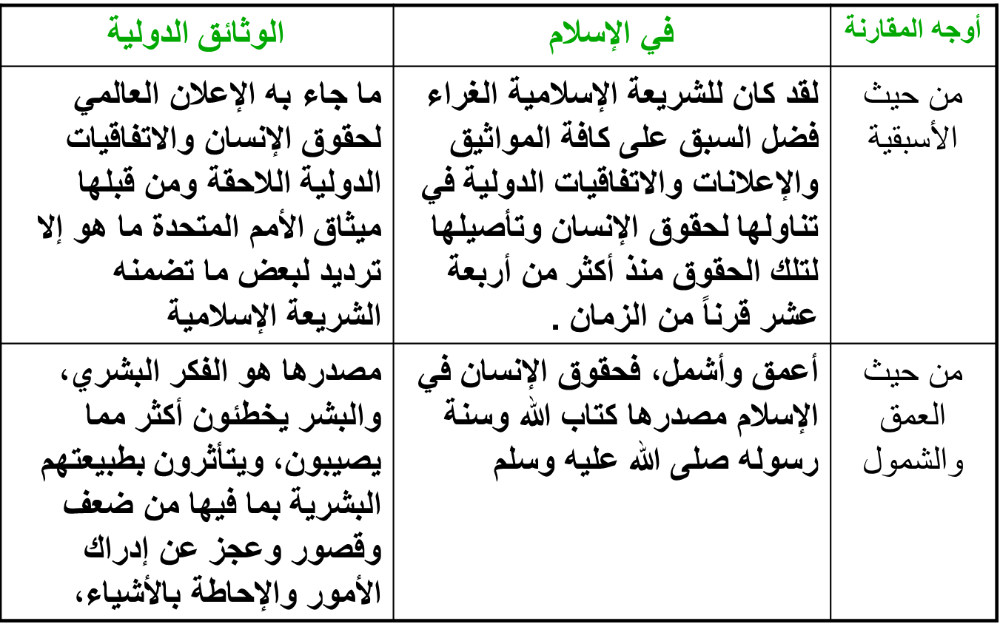 أوجه المقارنة
في الإسلام
الوثائق الدولية
من حيث
الأسبقية
لقد كان للشريعة الإسلامية الغراء
فضل السبق على كافة المواثيق
والإعلانات والاتفاقيات الدولية في
تناولها لحقوق الإنسان وتأصيلها
لتلك الحقوق منذ أكثر من أربعة
عشر قرناً من الزمان .
ما جاء به الإعلان العالمي
لحقوق الإنسان والاتفاقيات
الدولية اللاحقة ومن قبلها
ميثاق الأمم المتحدة ما هو إلا
ترديد لبعض ما تضمنه
الشريعة الإسلامية
من حيث
العمق
والشمول
أعمق وأشمل، فحقوق الإنسان في
الإسلام مصدرها كتاب الله وسنة
رسوله صلى الله عليه وسلم
مصدرها هو الفكر البشري،
والبشر يخطئون أكثر مما
يصيبون، ويتأثرون بطبيعتهم
البشرية بما فيها من ضعف
وقصور وعجز عن إدراك
الأمور والإحاطة بالأشياء،